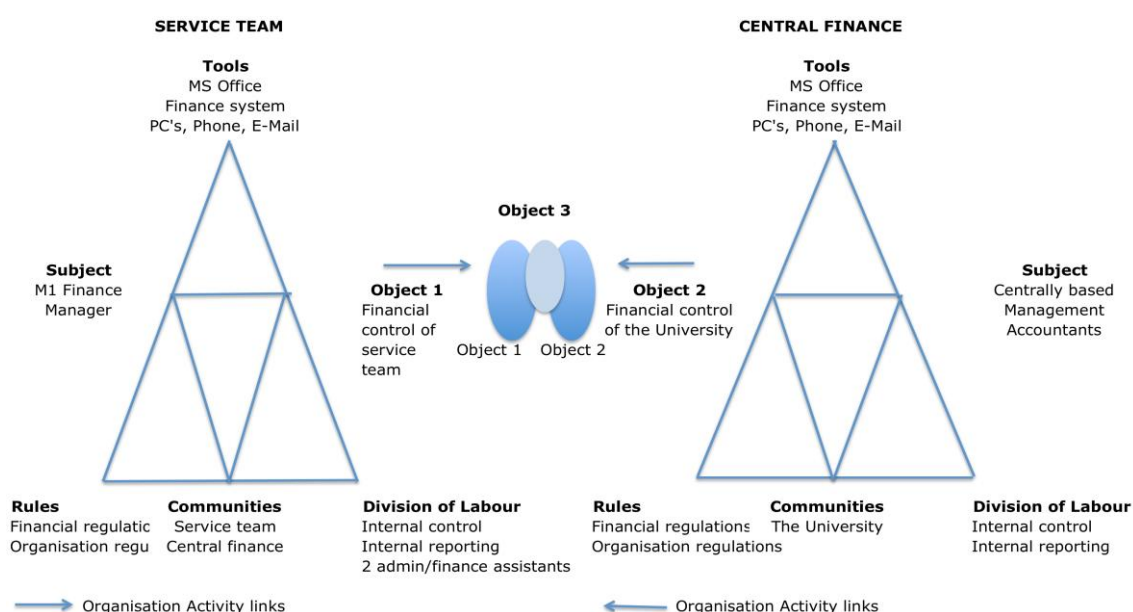 SERVICE TEAM
Tools
MS Office
Finance system
PC's, Phone, E-Mail
Subject
M1 Finance
Manager
Object 1
Financial
control of
service
team
Rules
Financial regulatic
Organisation regu
Communities
Service team
Central finance
Division of Labour
Internal control
Internal reporting
2 admin/finance assistants
Organisation Activity links
Object 3
Object 1
Object 2
CENTRAL FINANCE
Tools
MS Office
Finance system
PC's, Phone, E-Mail
Object 2
Financial control
of the University
Subject
Centrally based
Management
Accountants
Rules
Financial regulations
Organisation regulations
Communities
The University
Division of Labour
Internal control
Internal reporting
Organisation Activity links